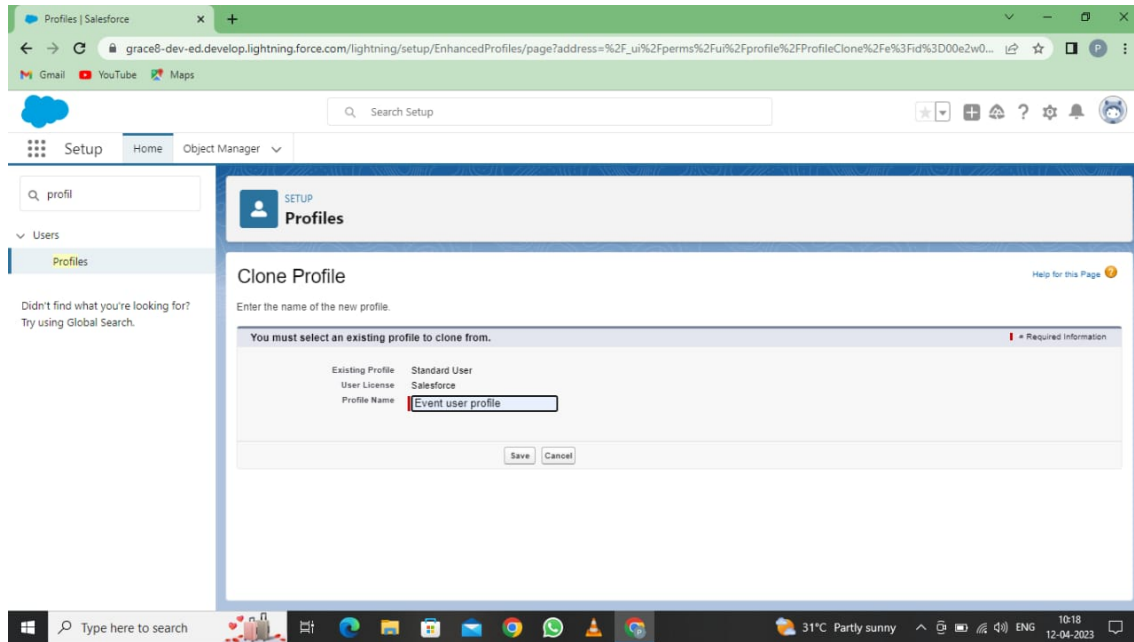 Profiles | Salesforce
grace8-dev-ed.develop.lightning.force.com/lightning/setup/EnhancedProfiles/page?address=%2F_ui%2Fperms%2Fui%2Fprofile%2FProfileClone%2Fe%3Fid%3D00e2w0...
P
Gmail YouTube Maps
Search Setup
Setup Home Object Manager
profil
Users
Profiles
Didn't find what you're looking for?
Try using Global Search.
SETUP
Profiles
Clone Profile
Help for this Page
Enter the name of the new profile.
You must select an existing profile to clone from.
= Required Information
Existing Profile Standard User
User License Salesforce
Profile Name Event user profile
Save Cancel
Type here to search
31°C Partly sunny
ENG
10:18
12-04-2023